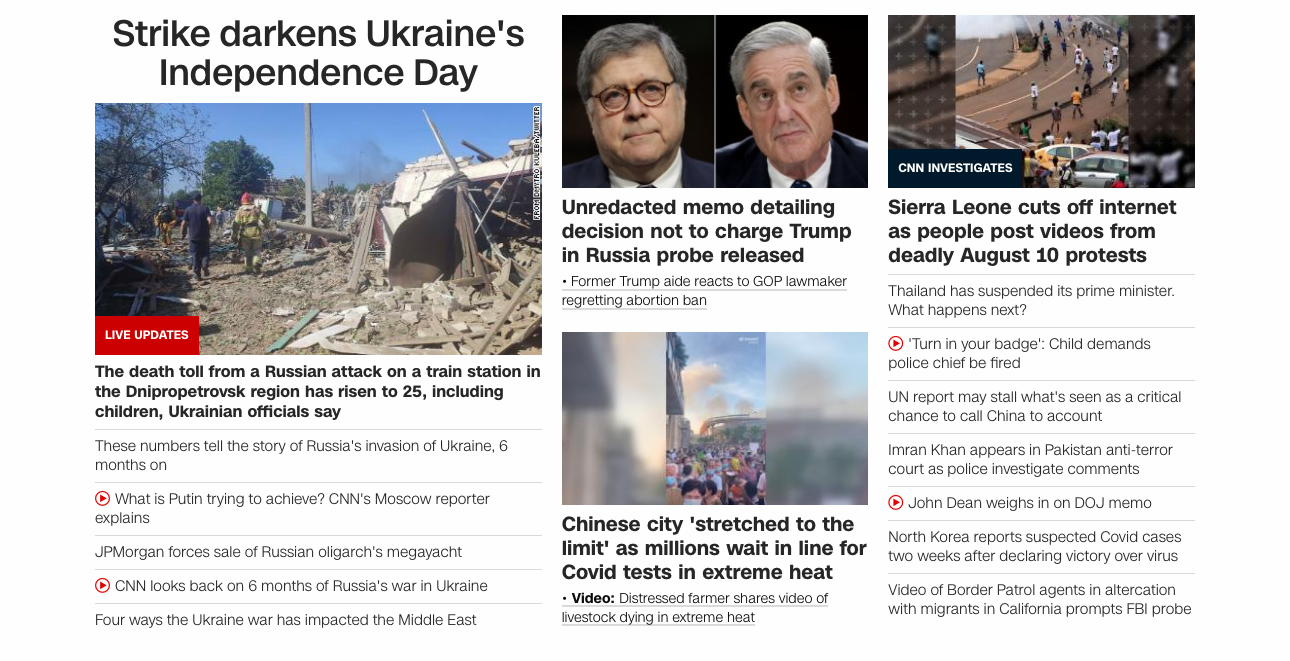 Strike darkens Ukraine's
Independence Day
FROM DMYTRO KULEBA/TWITTER
LIVE UPDATES
The death toll from a Russian attack on a train station in
the Dnipropetrovsk region has risen to 25, including
children, Ukrainian officials say
These numbers tell the story of Russia's invasion of Ukraine, 6
months on
What is Putin trying to achieve? CNN's Moscow reporter
explains
JPMorgan forces sale of Russian oligarch's megayacht
CNN looks back on 6 months of Russia's war in Ukraine
Four ways the Ukraine war has impacted the Middle East
Unredacted memo detailing
decision not to charge Trump
in Russia probe released
• Former Trump aide reacts to GOP lawmaker
regretting abortion ban
Chinese city 'stretched to the
limit' as millions wait in line for
Covid tests in extreme heat
• Video: Distressed farmer shares video of
livestock dying in extreme heat
CNN INVESTIGATES
Sierra Leone cuts off internet
as people post videos from
deadly August 10 protests
Thailand has suspended its prime minister.
What happens next?
'Turn in your badge': Child demands
police chief be fired
UN report may stall what's seen as a critical
chance to call China to account
Imran Khan appears in Pakistan anti-terror
court as police investigate comments
John Dean weighs in on DOJ memo
North Korea reports suspected Covid cases
two weeks after declaring victory over virus
Video of Border Patrol agents in altercation
with migrants in California prompts FBI probe